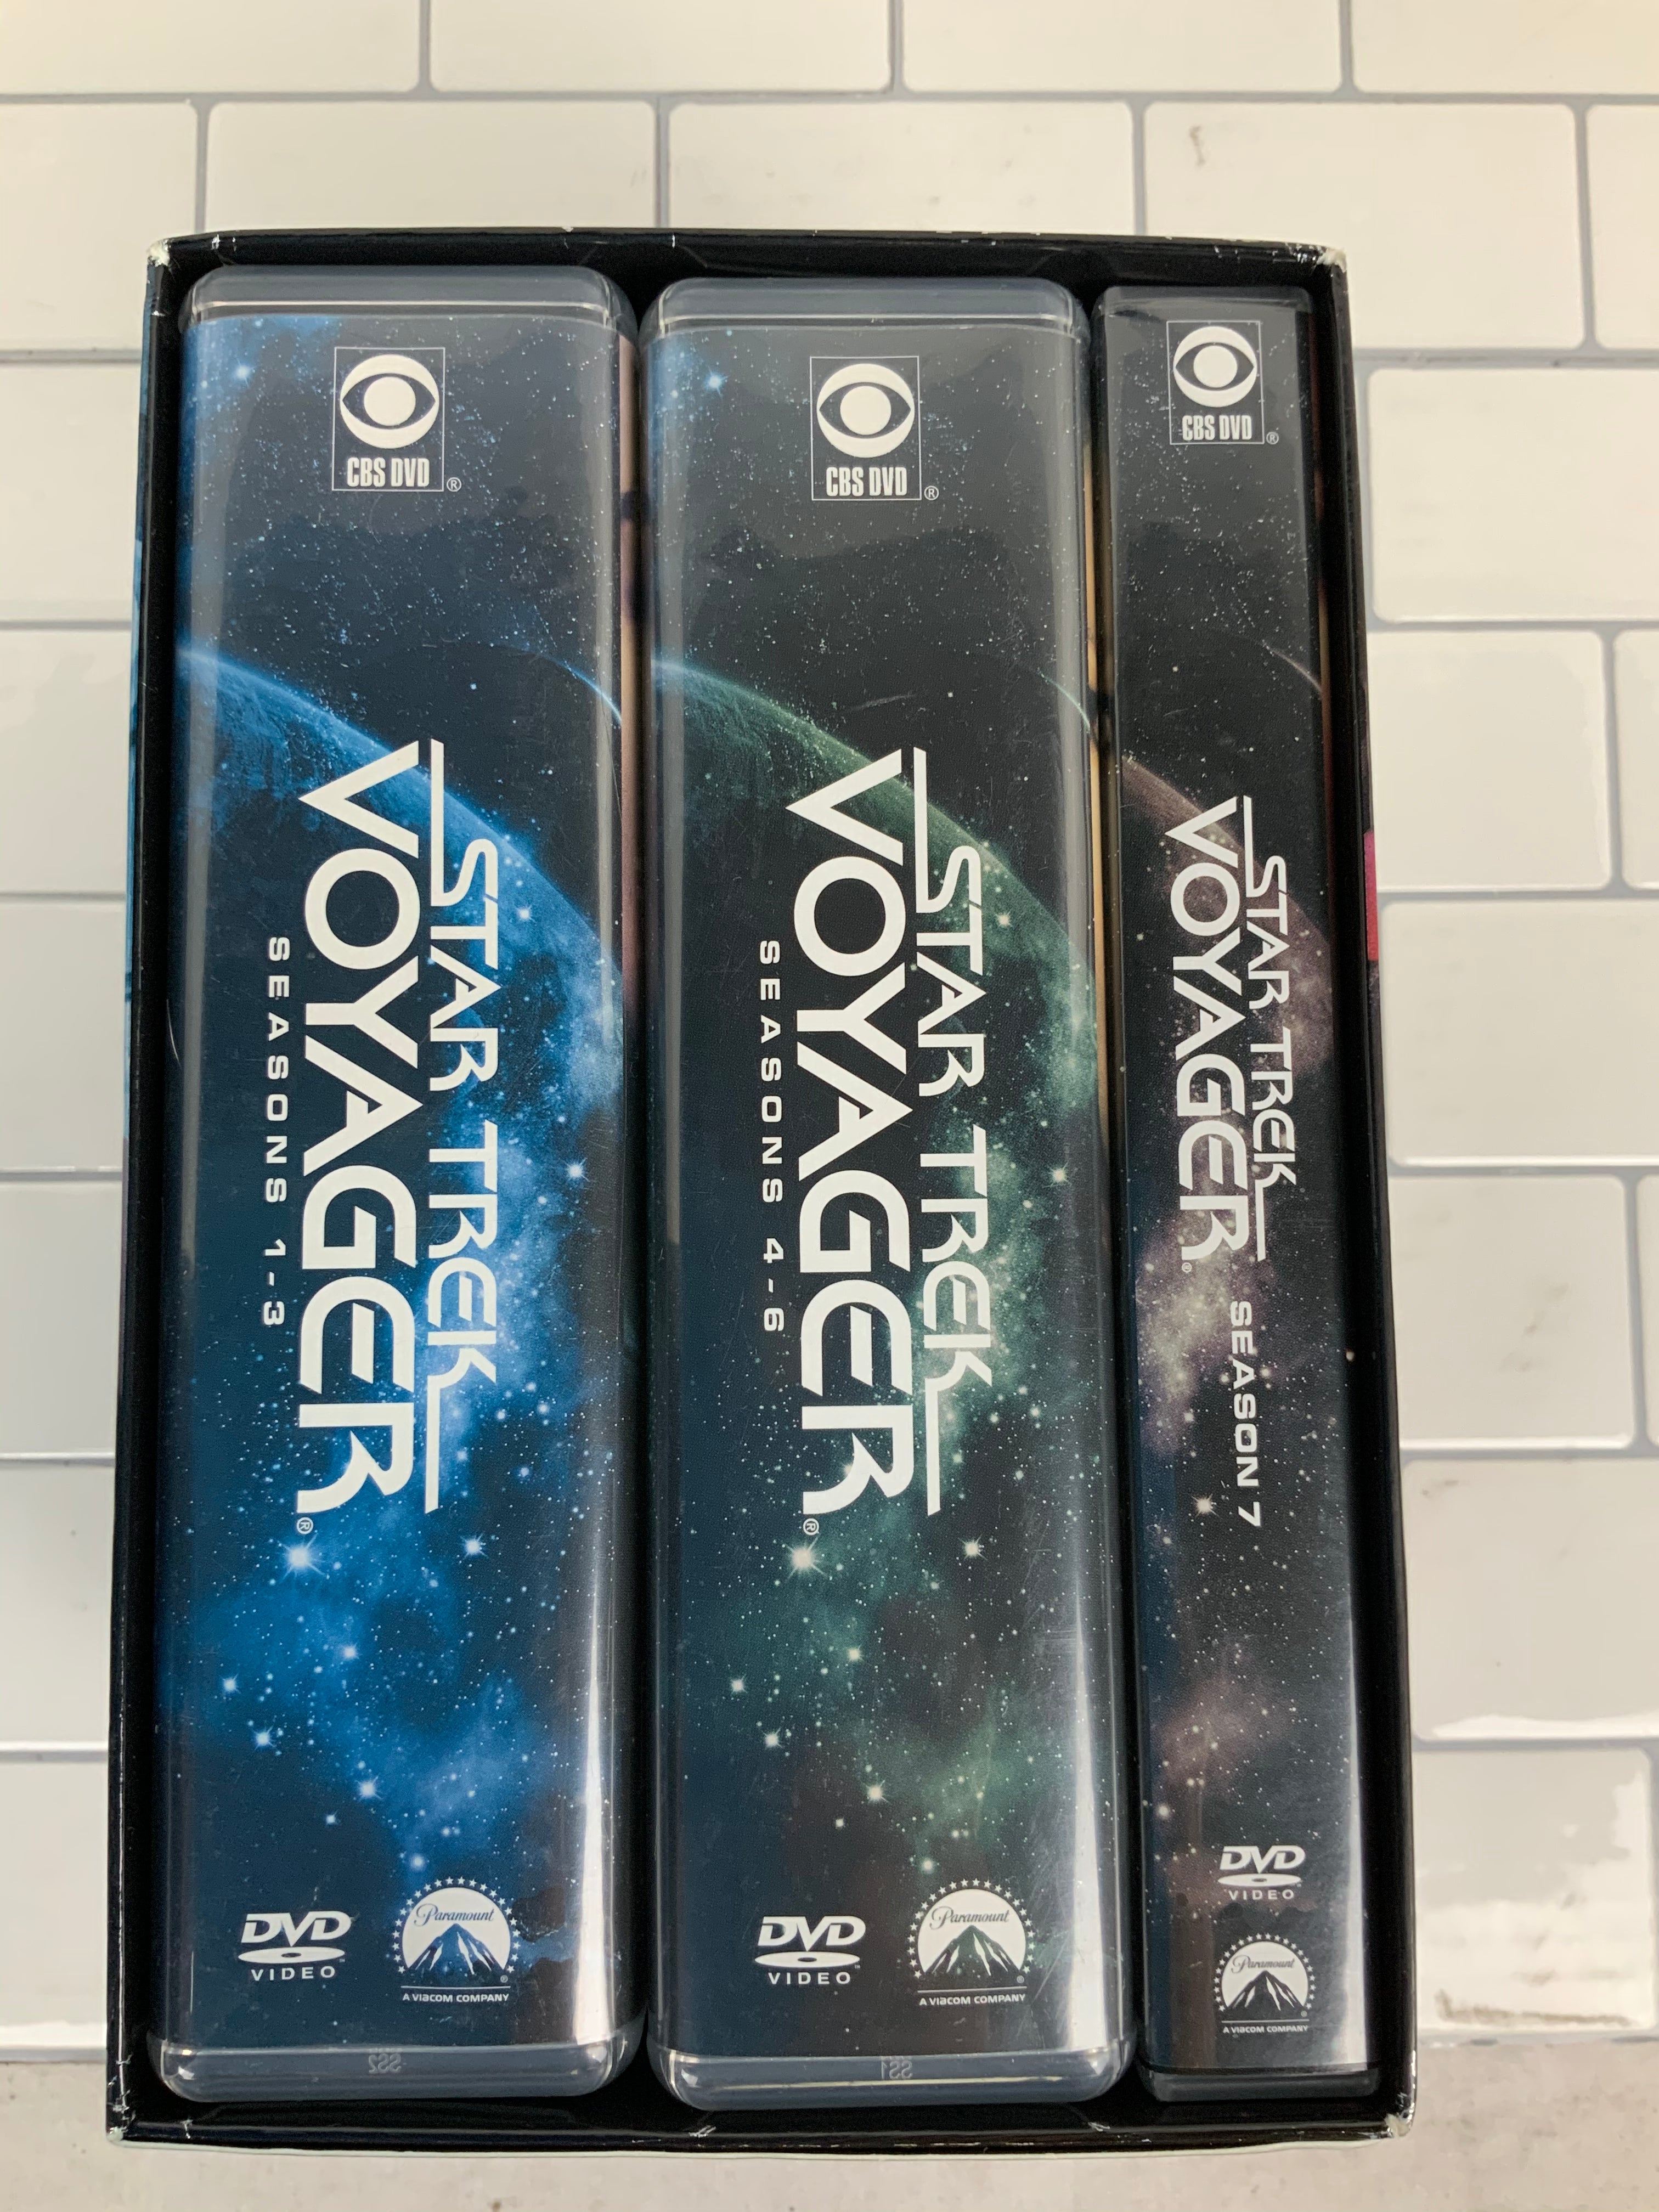 CBS DVD ®
STAR TREK
VOYAGER ®
SEASONS 1-3
DVD
VIDEO
Paramount ®
A VIACOM COMPANY
SS2
CBS DVD ®
STAR TREK
VOYAGER ®
SEASONS 4-6
DVD
VIDEO ™
Paramount ®
A VIACOM COMPANY
SS1
CBS DVD ®
STAR TREK
VOYAGER ®
SEASON 7
DVD
VIDEO ™
Paramount
A VIACOM COMPANY